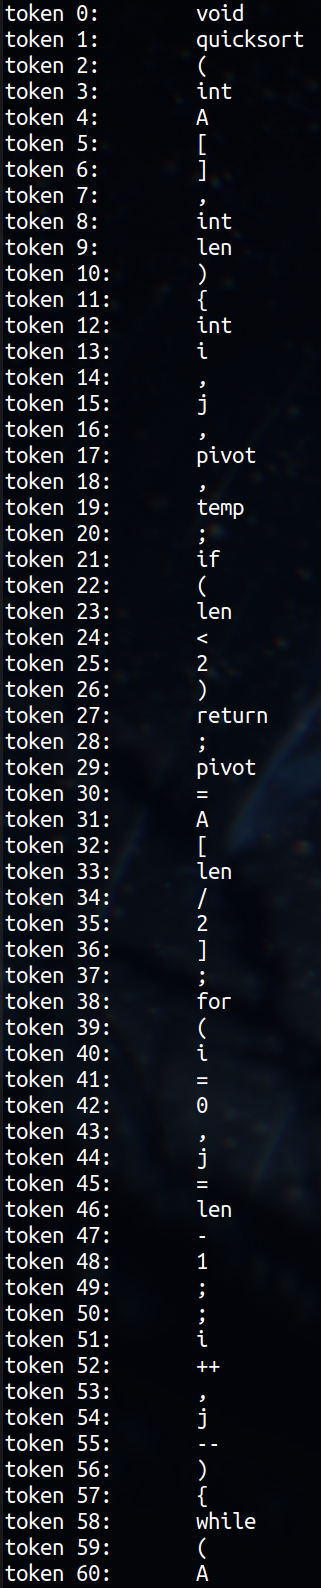 token 0: void
token 1: quicksort
token 2: (
token 3: int
token 4: A
token 5: [
token 6: ]
token 7: ,
token 8: int
token 9: len
token 10: )
token 11: {
token 12: int
token 13: i
token 14: ,
token 15: j
token 16: ,
token 17: pivot
token 18: ,
token 19: temp
token 20: ;
token 21: if
token 22: (
token 23: len
token 24: <
token 25: 2
token 26: )
token 27: return
token 28: ;
token 29: pivot
token 30: =
token 31: A
token 32: [
token 33: len
token 34: /
token 35: 2
token 36: ]
token 37: ;
token 38: for
token 39: (
token 40: i
token 41: =
token 42: 0
token 43: ,
token 44: j
token 45: =
token 46: len
token 47: -
token 48: 1
token 49: ;
token 50: ;
token 51: i
token 52: ++
token 53: ,
token 54: j
token 55: --
token 56: )
token 57: {
token 58: while
token 59: (
token 60: A